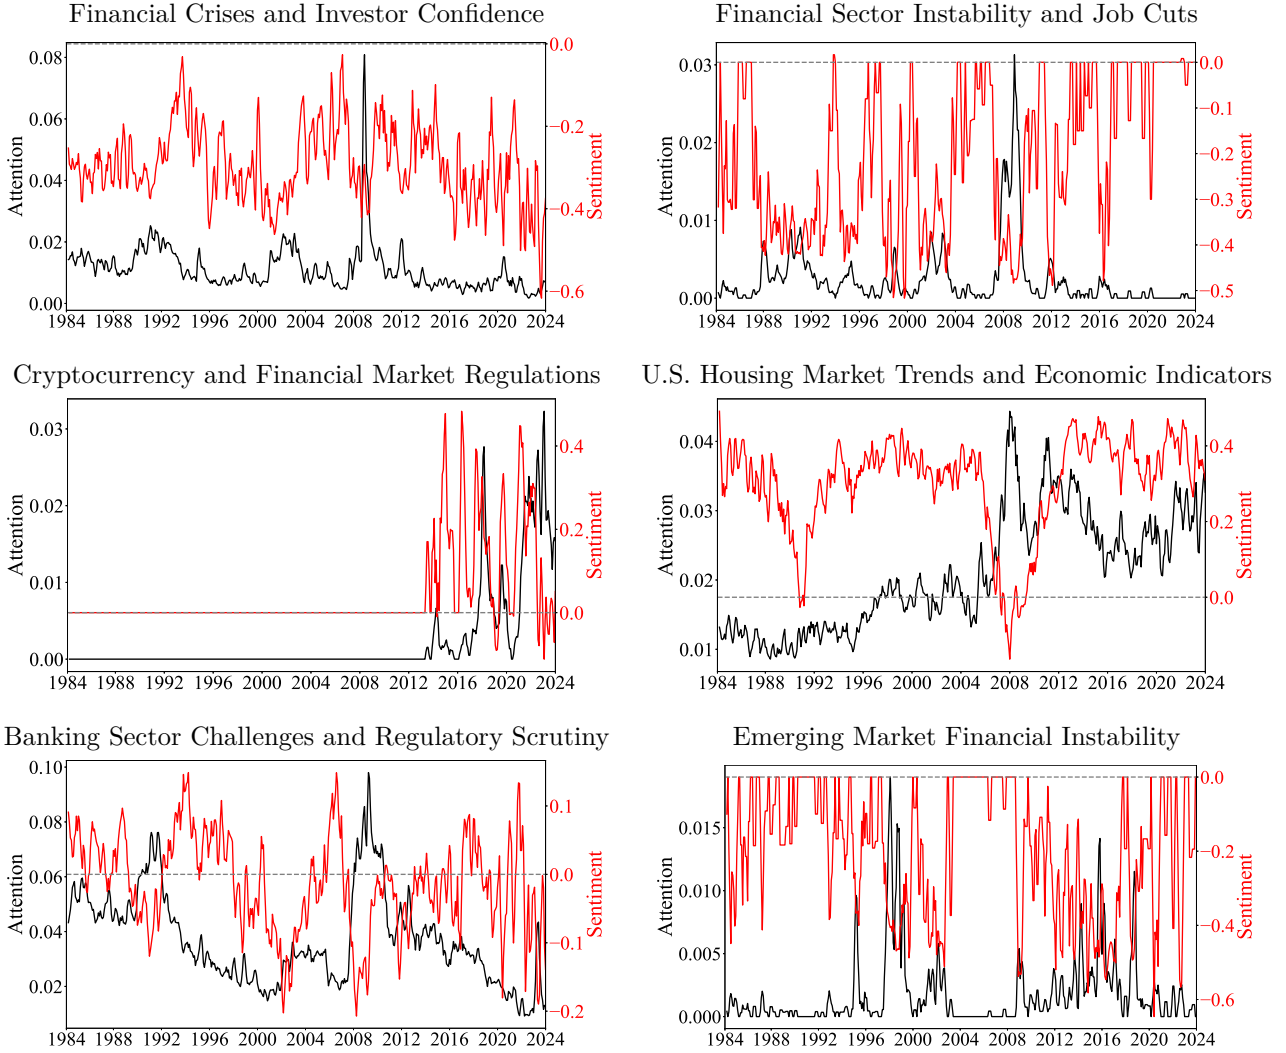 Financial Crises and Investor Confidence
0.08
0.06
0.04
0.02
0.00
Attention
0.0
−0.2
−0.4
−0.6
Sentiment
1984 1988 1992 1996 2000 2004 2008 2012 2016 2020 2024
Financial Sector Instability and Job Cuts
0.03
0.02
0.01
0.00
Attention
0.0
−0.1
−0.2
−0.3
−0.4
−0.5
Sentiment
1984 1988 1992 1996 2000 2004 2008 2012 2016 2020 2024
Cryptocurrency and Financial Market Regulations
0.03
0.02
0.01
0.00
Attention
0.4
0.2
0.0
Sentiment
1984 1988 1992 1996 2000 2004 2008 2012 2016 2020 2024
U.S. Housing Market Trends and Economic Indicators
0.04
0.03
0.02
0.01
Attention
0.4
0.2
0.0
Sentiment
1984 1988 1992 1996 2000 2004 2008 2012 2016 2020 2024
Banking Sector Challenges and Regulatory Scrutiny
0.10
0.08
0.06
0.04
0.02
Attention
0.1
0.0
−0.1
−0.2
Sentiment
1984 1988 1992 1996 2000 2004 2008 2012 2016 2020 2024
Emerging Market Financial Instability
0.015
0.010
0.005
0.000
Attention
0.0
−0.2
−0.4
−0.6
Sentiment
1984 1988 1992 1996 2000 2004 2008 2012 2016 2020 2024